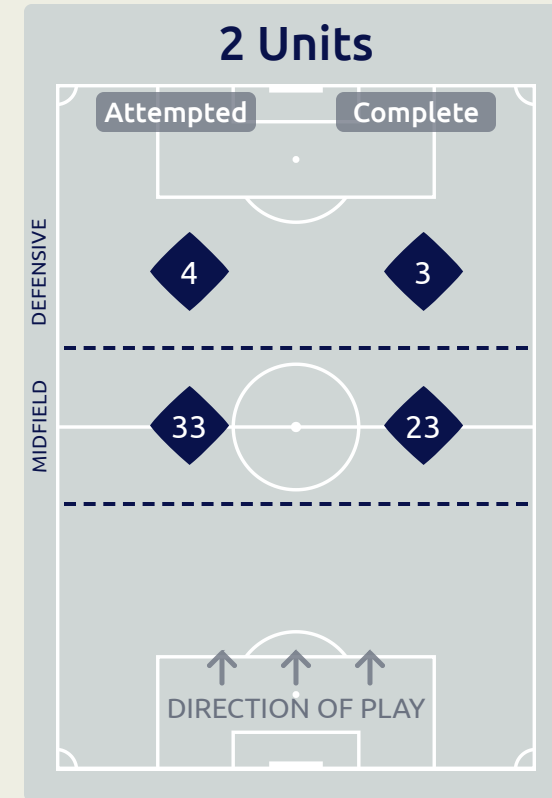 2 Units
Attempted Complete
DEFENSIVE
4 3
MIDFIELD
33 23
DIRECTION OF PLAY